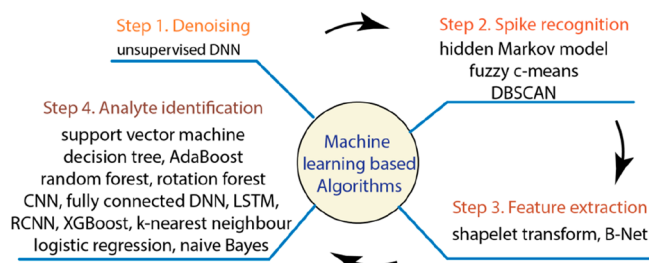 Step 1. Denoising
unsupervised DNN
Step 2. Spike recognition
hidden Markov model
fuzzy c-means
DBSCAN
Step 3. Feature extraction
shapelet transform, B-Net
Step 4. Analyte identification
support vector machine
decision tree, AdaBoost
random forest, rotation forest
CNN, fully connected DNN, LSTM,
RCNN, XGBoost, k-nearest neighbour
logistic regression, naive Bayes
Machine
learning based
Algorithms